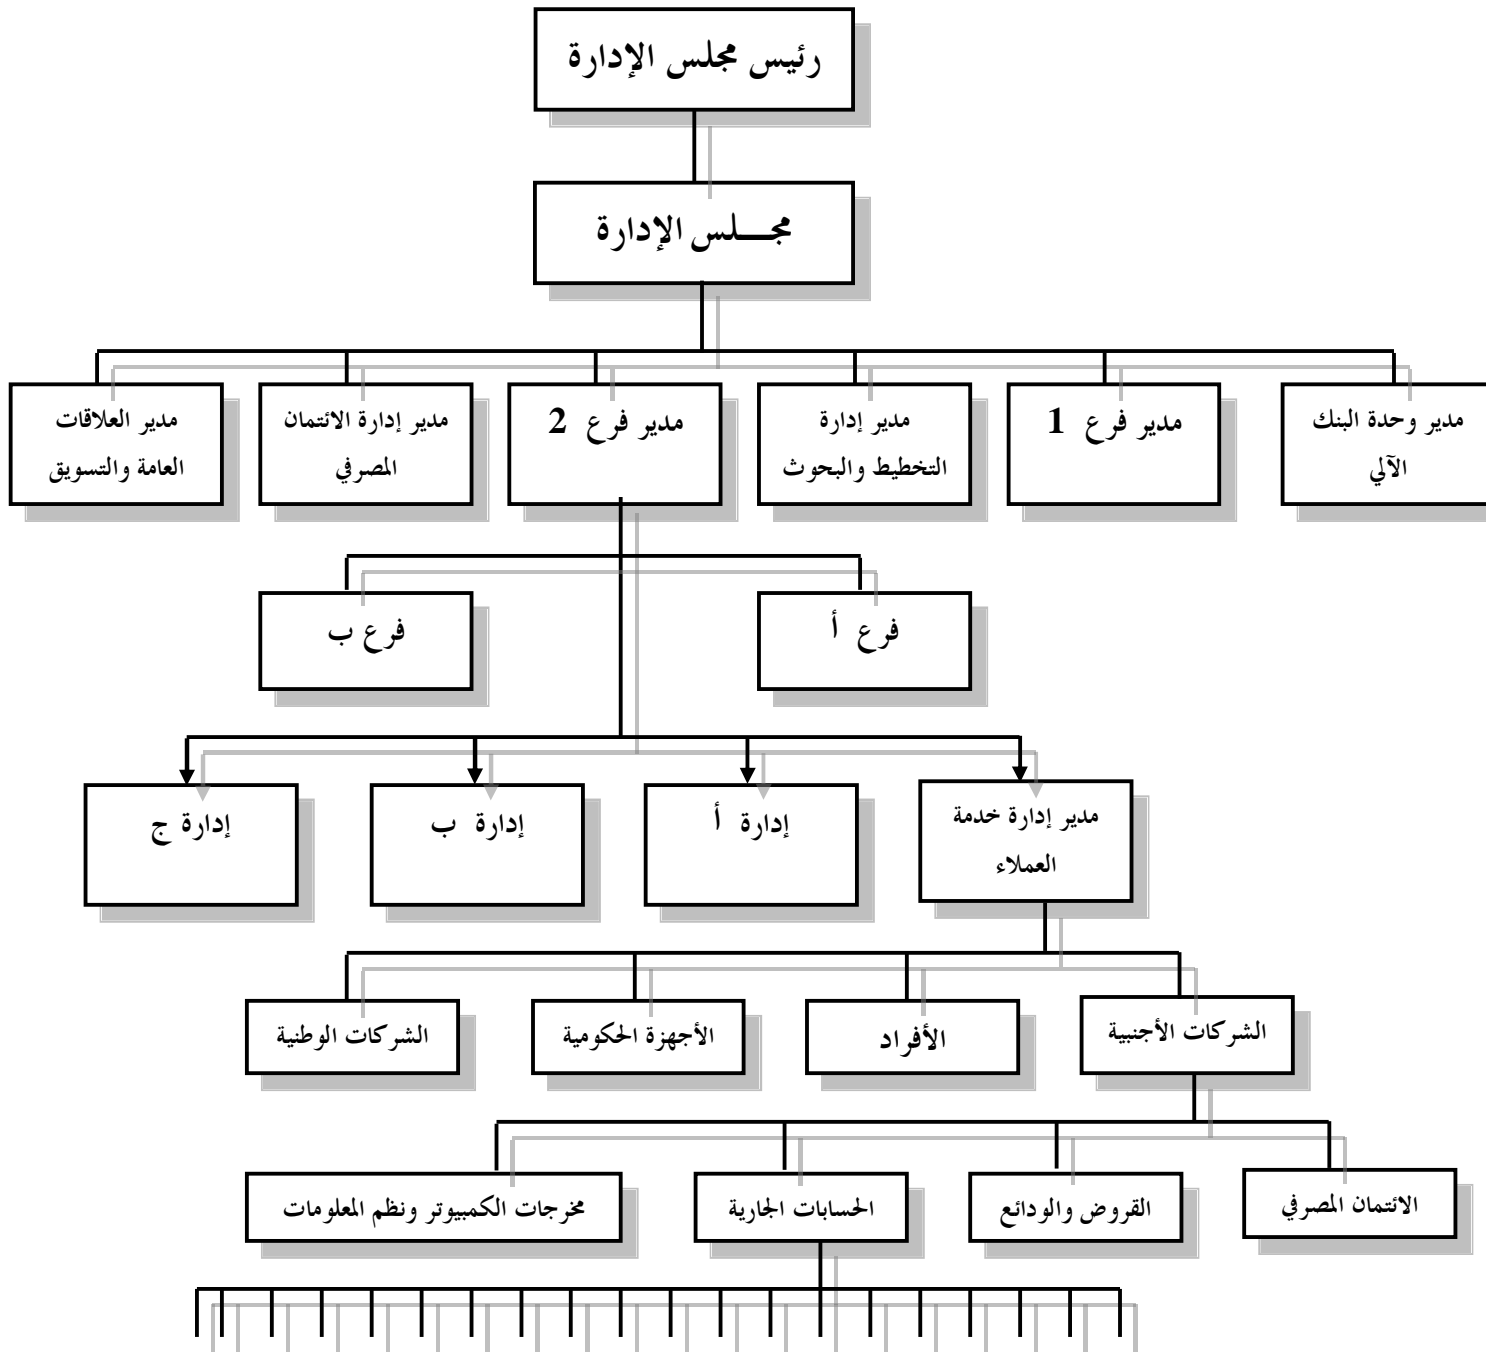 رئيس مجلس الإدارة
مجـــلس الإدارة
مدير وحدة البنك
الآلي
مدير فرع 1
مدير إدارة
التخطيط والبحوث
مدير فرع 2
مدير إدارة الائتمان
المصرفي
مدير العلاقات
العامة والتسويق
فرع أ
فرع ب
مدير إدارة خدمة
العملاء
إدارة أ
إدارة ب
إدارة ج
الشركات الأجنبية
الأفراد
الأجهزة الحكومية
الشركات الوطنية
الائتمان المصرفي
القروض والودائع
الحسابات الجارية
مخرجات الكمبيوتر ونظم المعلومات